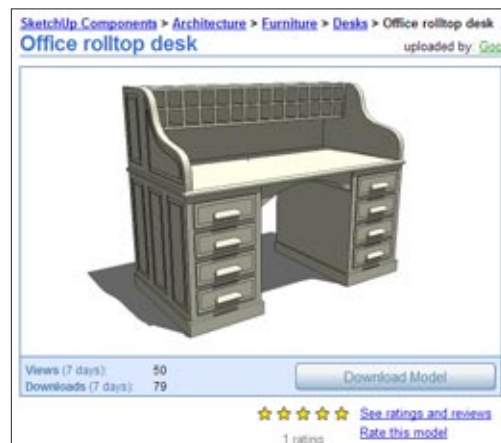 SketchUp Components > Architecture > Furniture > Desks > Office rolltop desk
Office rolltop desk
uploaded by: Goo
Views (7 days): 50
Downloads (7 days): 79
Download Model
See ratings and reviews
1 rating
Rate this model